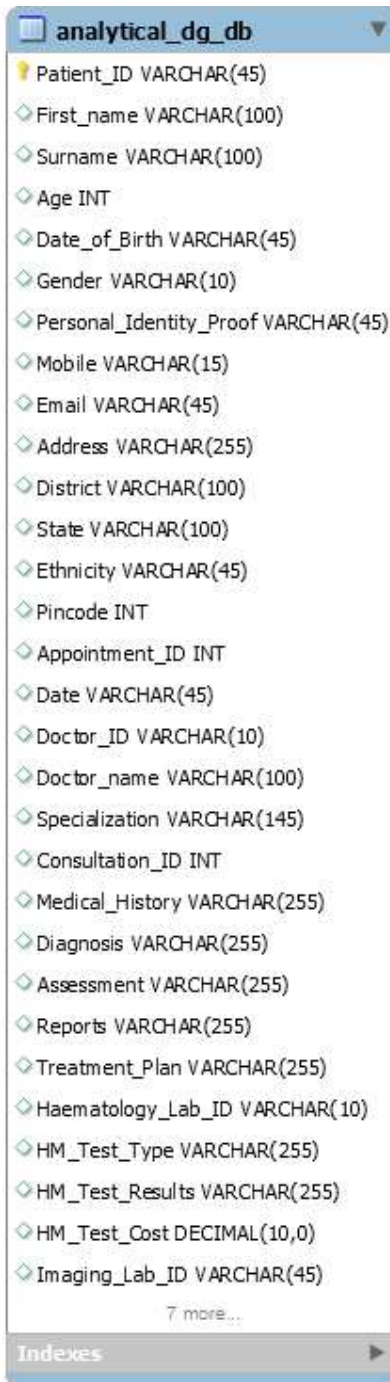 analytical_dg_db
Patient_ID VARCHAR(45)
First_name VARCHAR(100)
Surname VARCHAR(100)
Age INT
Date_of_Birth VARCHAR(45)
Gender VARCHAR(10)
Personal_Identity_Proof VARCHAR(45)
Mobile VARCHAR(15)
Email VARCHAR(45)
Address VARCHAR(255)
District VARCHAR(100)
State VARCHAR(100)
Ethnicity VARCHAR(45)
Pincode INT
Appointment_ID INT
Date VARCHAR(45)
Doctor_ID VARCHAR(10)
Doctor_name VARCHAR(100)
Specialization VARCHAR(145)
Consultation_ID INT
Medical_History VARCHAR(255)
Diagnosis VARCHAR(255)
Assessment VARCHAR(255)
Reports VARCHAR(255)
Treatment_Plan VARCHAR(255)
Haematology_Lab_ID VARCHAR(10)
HM_Test_Type VARCHAR(255)
HM_Test_Results VARCHAR(255)
HM_Test_Cost DECIMAL(10,0)
Imaging_Lab_ID VARCHAR(45)
7 more...
Indexes